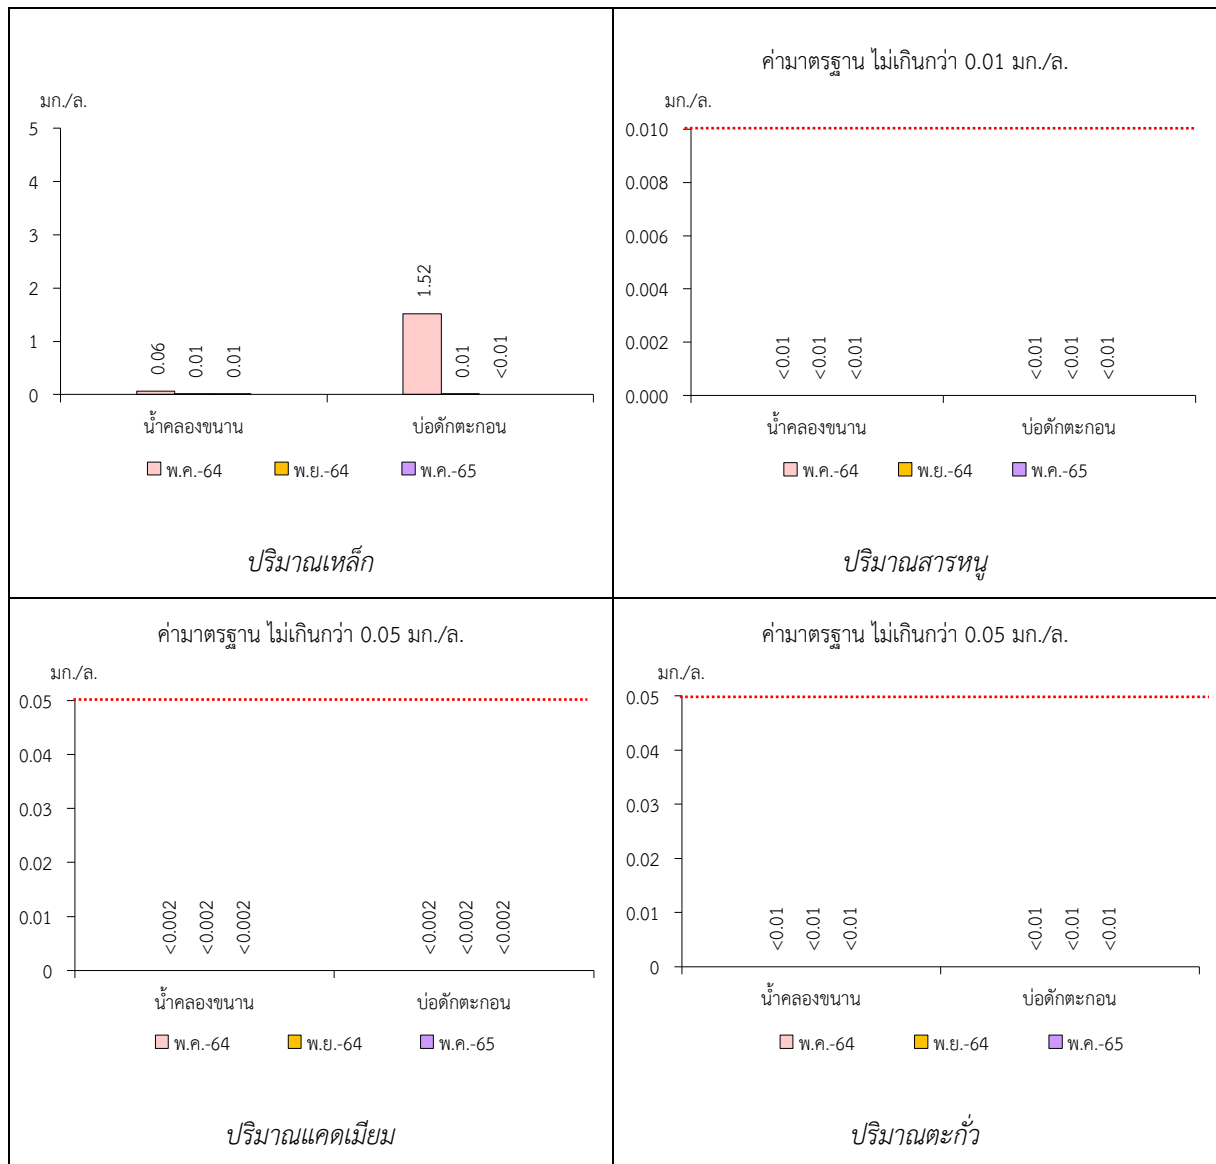 มก./ล.
5
4
3
2
1
0
0.06
0.01
0.01
1.52
0.01
<0.01
น้ำคลองขนาน บ่อดักตะกอน
พ.ค.-64 พ.ย.-64 พ.ค.-65
ปริมาณเหล็ก
ค่ามาตรฐาน ไม่เกินกว่า 0.01 มก./ล.
มก./ล.
0.010
0.008
0.006
0.004
0.002
0.000
<0.01
<0.01
<0.01
<0.01
<0.01
<0.01
น้ำคลองขนาน บ่อดักตะกอน
พ.ค.-64 พ.ย.-64 พ.ค.-65
ปริมาณสารหนู
ค่ามาตรฐาน ไม่เกินกว่า 0.05 มก./ล.
มก./ล.
0.05
0.04
0.03
0.02
0.01
0
<0.002
<0.002
<0.002
<0.002
<0.002
<0.002
น้ำคลองขนาน บ่อดักตะกอน
พ.ค.-64 พ.ย.-64 พ.ค.-65
ปริมาณแคดเมียม
ค่ามาตรฐาน ไม่เกินกว่า 0.05 มก./ล.
มก./ล.
0.05
0.04
0.03
0.02
0.01
0
<0.01
<0.01
<0.01
<0.01
<0.01
<0.01
น้ำคลองขนาน บ่อดักตะกอน
พ.ค.-64 พ.ย.-64 พ.ค.-65
ปริมาณตะกั่ว